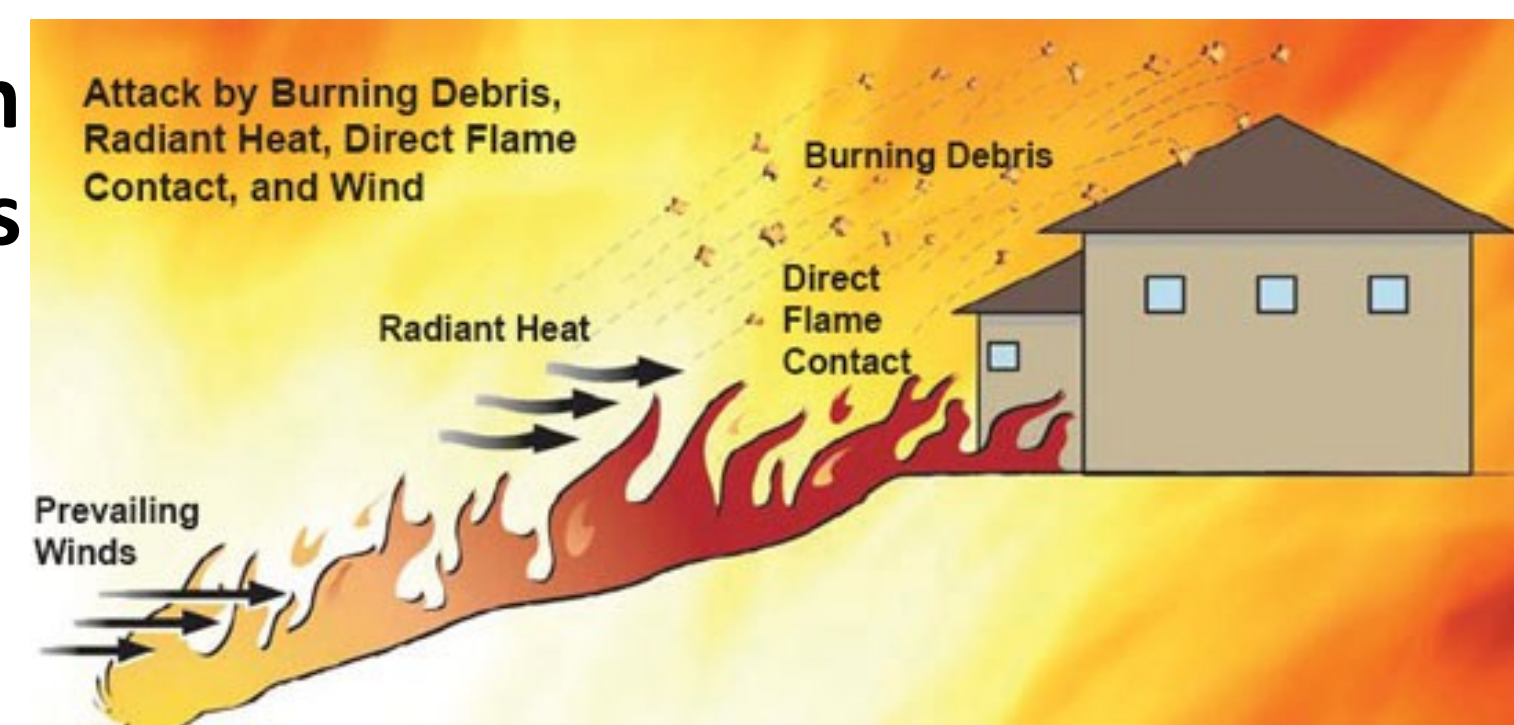 n
s
Attack by Burning Debris,
Radiant Heat, Direct Flame
Contact, and Wind
Burning Debris
Direct
Flame
Contact
Radiant Heat
Prevailing
Winds